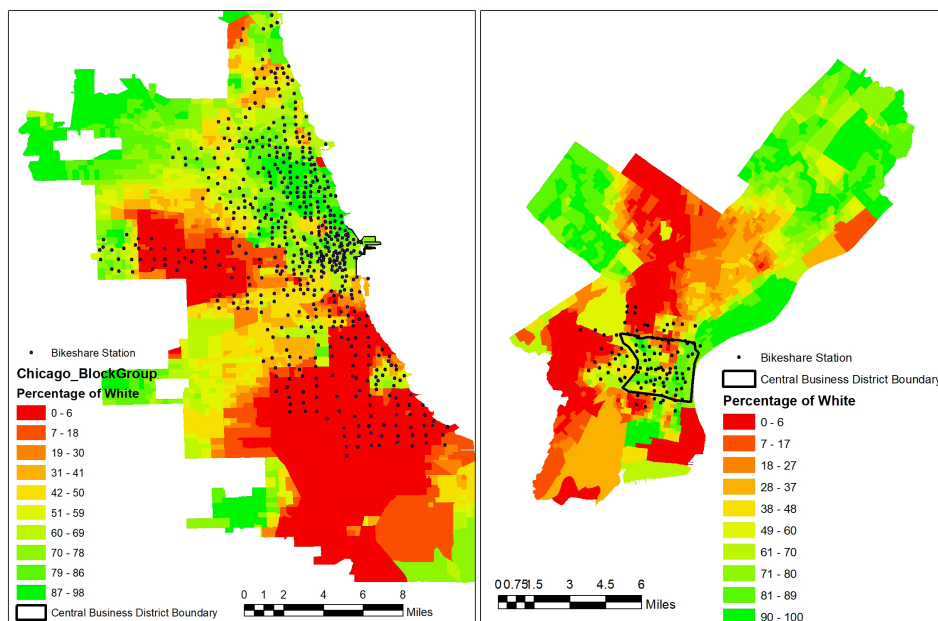 Bikeshare Station
Chicago_BlockGroup
Percentage of White
0 - 6
7 - 18
19 - 30
31 - 41
42 - 50
51 - 59
60 - 69
70 - 78
79 - 86
87 - 98
Central Business District Boundary
0 1 2 4 6 8
Miles
Bikeshare Station
Central Business District Boundary
Percentage of White
0 - 6
7 - 17
18 - 27
28 - 37
38 - 48
49 - 60
61 - 70
71 - 80
81 - 89
90 - 100
0 0.75 1.5 3 4.5 6
Miles